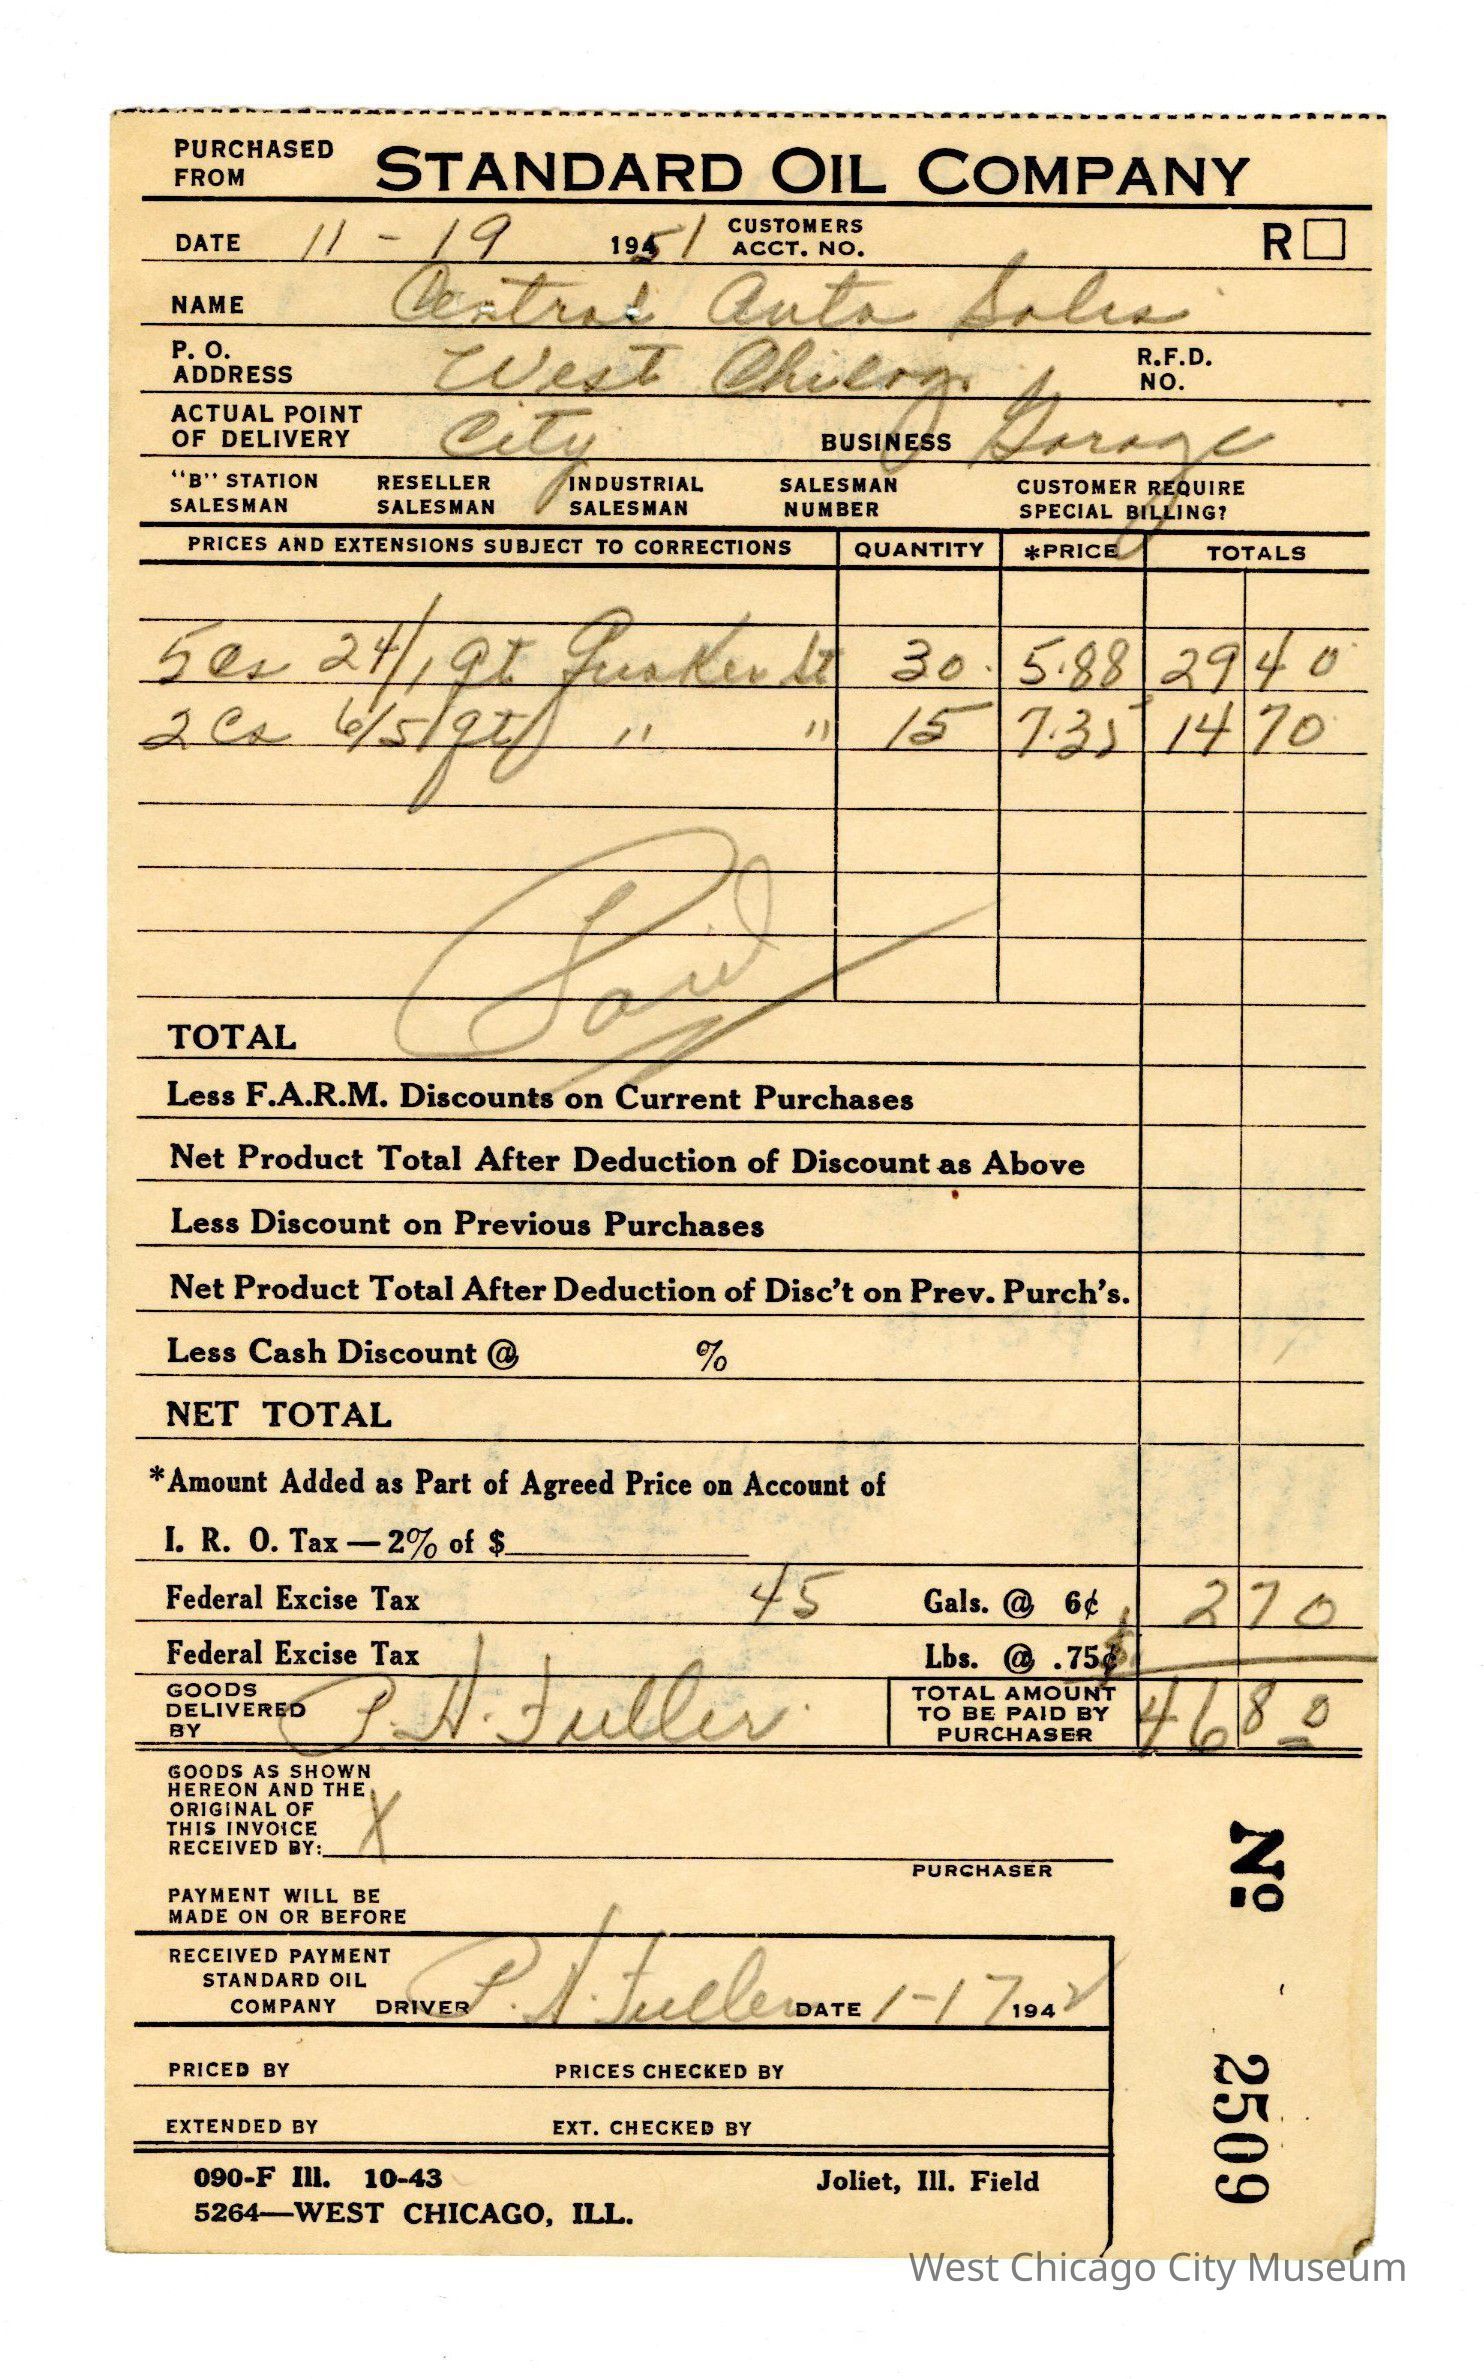 PURCHASED FROM STANDARD OIL COMPANY
DATE 11 - 19 1951 CUSTOMERS ACCT. NO. R
NAME Central Auto Sales
P. O. ADDRESS West Chicago R.F.D. NO.
ACTUAL POINT OF DELIVERY City BUSINESS Garage
"B" STATION SALESMAN RESELLER SALESMAN INDUSTRIAL SALESMAN SALESMAN NUMBER CUSTOMER REQUIRE SPECIAL BILLING?
PRICES AND EXTENSIONS SUBJECT TO CORRECTIONS QUANTITY *PRICE TOTALS
5 Cs 24/1 qt Quaker St 30 5.88 29 40
2 Cs 6/5 qt " " 15 7.35 14 70
Paid
TOTAL
Less F.A.R.M. Discounts on Current Purchases
Net Product Total After Deduction of Discount as Above
Less Discount on Previous Purchases
Net Product Total After Deduction of Disc't on Prev. Purch's.
Less Cash Discount @ %
NET TOTAL
*Amount Added as Part of Agreed Price on Account of
I. R. O. Tax — 2% of $
Federal Excise Tax 45 Gals. @ 6¢ 2 70
Federal Excise Tax Lbs. @ .75¢
GOODS DELIVERED BY P. H. Fuller TOTAL AMOUNT TO BE PAID BY PURCHASER 46 80
GOODS AS SHOWN
HEREON AND THE
ORIGINAL OF
THIS INVOICE
RECEIVED BY: X
PURCHASER
PAYMENT WILL BE
MADE ON OR BEFORE
RECEIVED PAYMENT
STANDARD OIL
COMPANY DRIVER P. H. Fuller DATE 1-17 194
PRICED BY PRICES CHECKED BY
EXTENDED BY EXT. CHECKED BY
090-F Ill. 10-43 Joliet, Ill. Field
5264—WEST CHICAGO, ILL.
No 2509
West Chicago City Museum